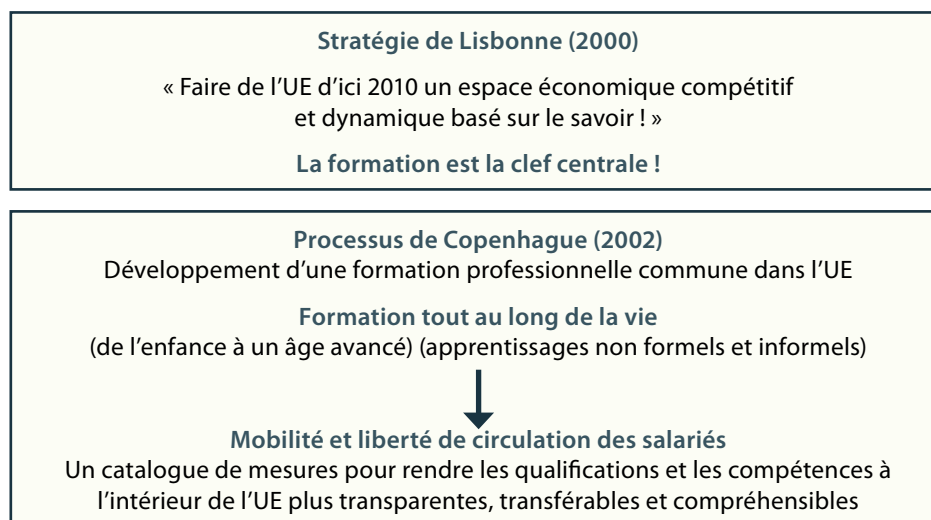 Stratégie de Lisbonne (2000)
« Faire de l’UE d’ici 2010 un espace économique compétitif
et dynamique basé sur le savoir ! »
La formation est la clef centrale !
Processus de Copenhague (2002)
Développement d’une formation professionnelle commune dans l’UE
Formation tout au long de la vie
(de l’enfance à un âge avancé) (apprentissages non formels et informels)
Mobilité et liberté de circulation des salariés
Un catalogue de mesures pour rendre les qualifications et les compétences à
l’intérieur de l’UE plus transparentes, transférables et compréhensibles